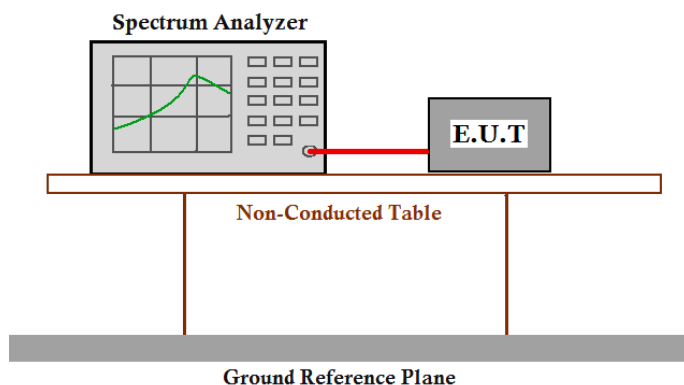 Spectrum Analyzer
E.U.T
Non-Conducted Table
Ground Reference Plane